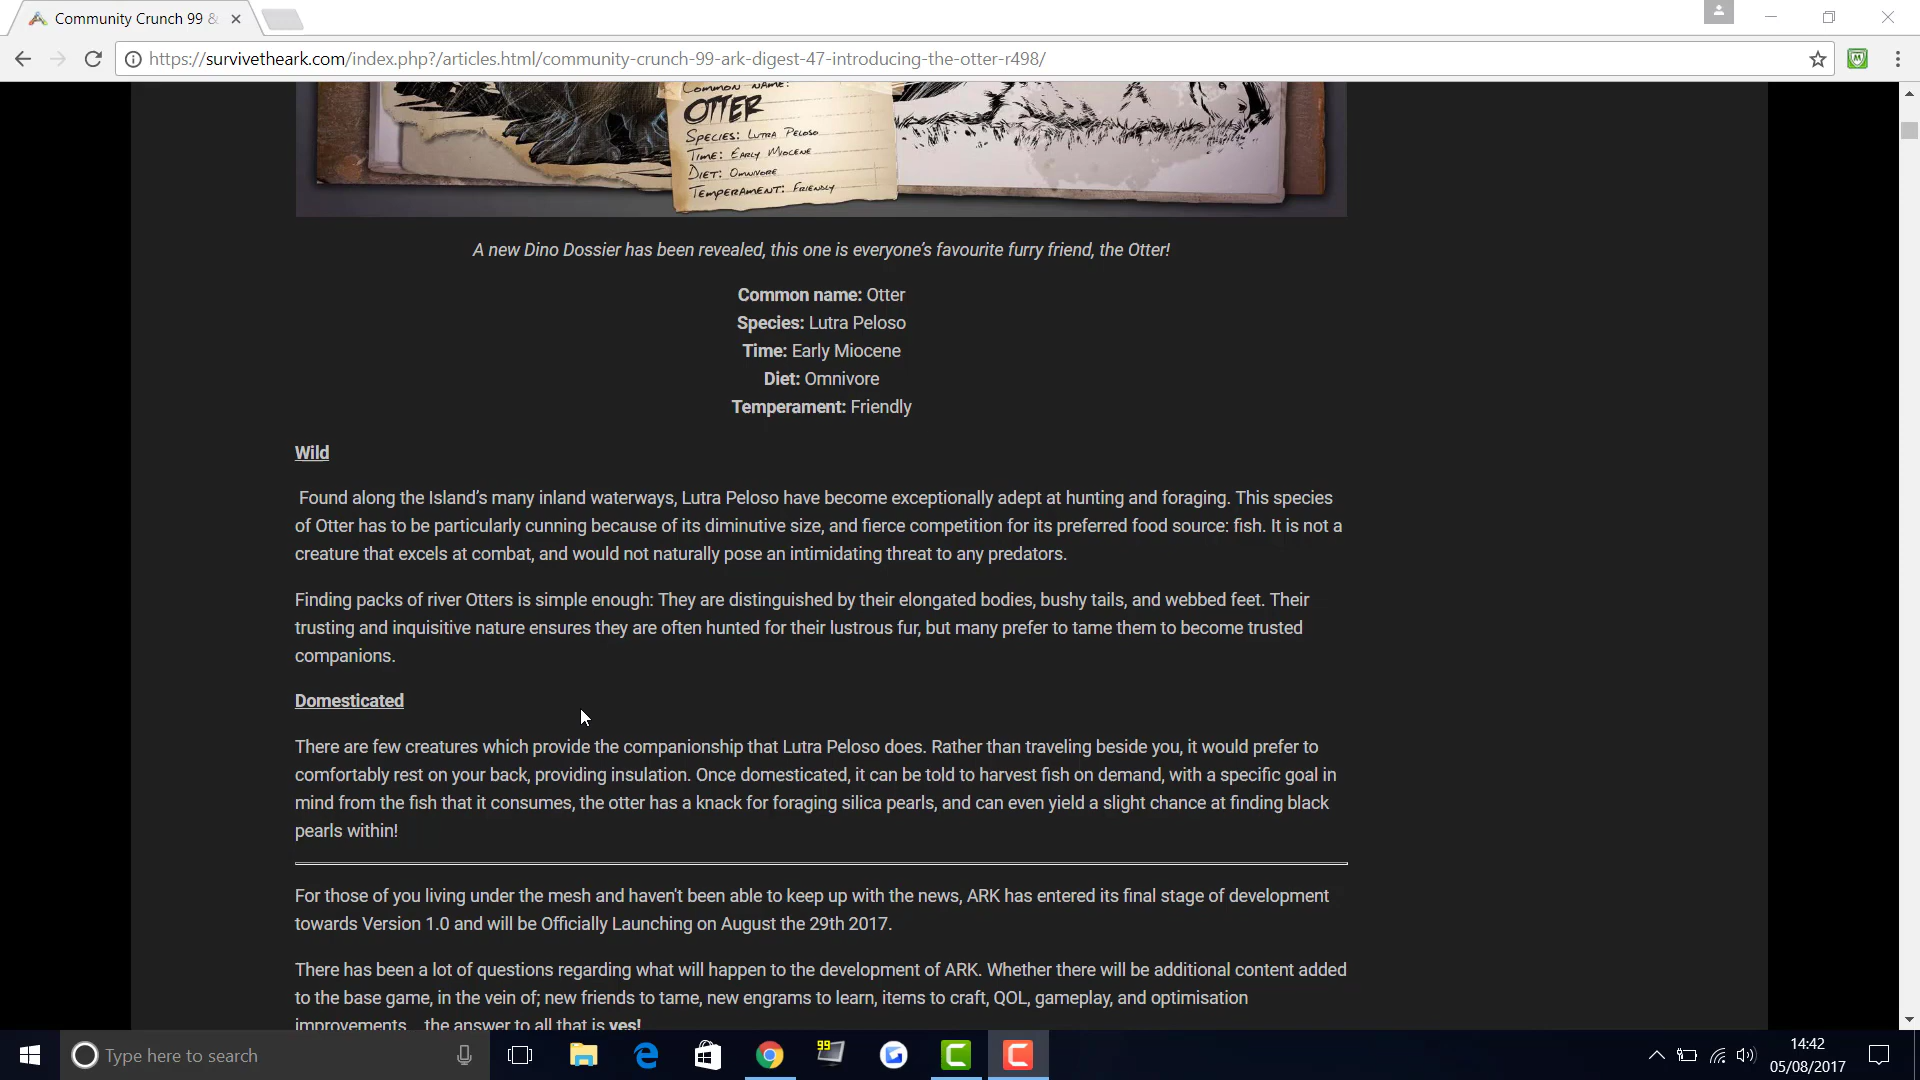 Community Crunch 99 &
https://survivetheark.com/index.php?/articles.html/community-crunch-99-ark-digest-47-introducing-the-otter-r498/
Common name:
Otter
Species: Lutra Peloso
Time: Early Miocene
Diet: Omnivore
Temperament: Friendly
A new Dino Dossier has been revealed, this one is everyone’s favourite furry friend, the Otter!
Common name: Otter
Species: Lutra Peloso
Time: Early Miocene
Diet: Omnivore
Temperament: Friendly
Wild
Found along the Island’s many inland waterways, Lutra Peloso have become exceptionally adept at hunting and foraging. This species
of Otter has to be particularly cunning because of its diminutive size, and fierce competition for its preferred food source: fish. It is not a
creature that excels at combat, and would not naturally pose an intimidating threat to any predators.
Finding packs of river Otters is simple enough: They are distinguished by their elongated bodies, bushy tails, and webbed feet. Their
trusting and inquisitive nature ensures they are often hunted for their lustrous fur, but many prefer to tame them to become trusted
companions.
Domesticated
There are few creatures which provide the companionship that Lutra Peloso does. Rather than traveling beside you, it would prefer to
comfortably rest on your back, providing insulation. Once domesticated, it can be told to harvest fish on demand, with a specific goal in
mind from the fish that it consumes, the otter has a knack for foraging silica pearls, and can even yield a slight chance at finding black
pearls within!
For those of you living under the mesh and haven't been able to keep up with the news, ARK has entered its final stage of development
towards Version 1.0 and will be Officially Launching on August the 29th 2017.
There has been a lot of questions regarding what will happen to the development of ARK. Whether there will be additional content added
to the base game, in the vein of; new friends to tame, new engrams to learn, items to craft, QOL, gameplay, and optimisation
improvements... the answer to all that is yes!
Type here to search
99
14:42
05/08/2017